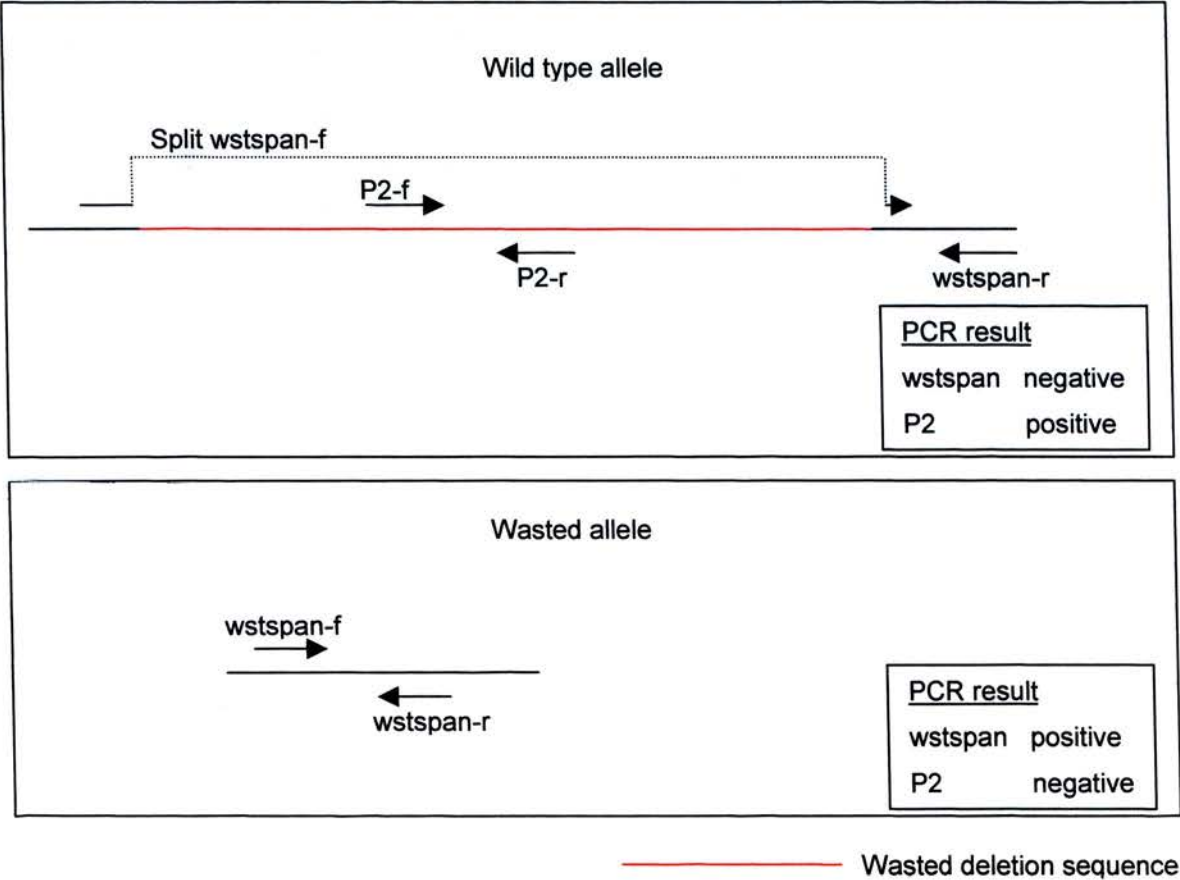 Wild type allele
Split wstspan-f
P2-f
P2-r
wstspan-r
PCR result
wstspan negative
P2 positive
Wasted allele
wstspan-f
wstspan-r
PCR result
wstspan positive
P2 negative
Wasted deletion sequence